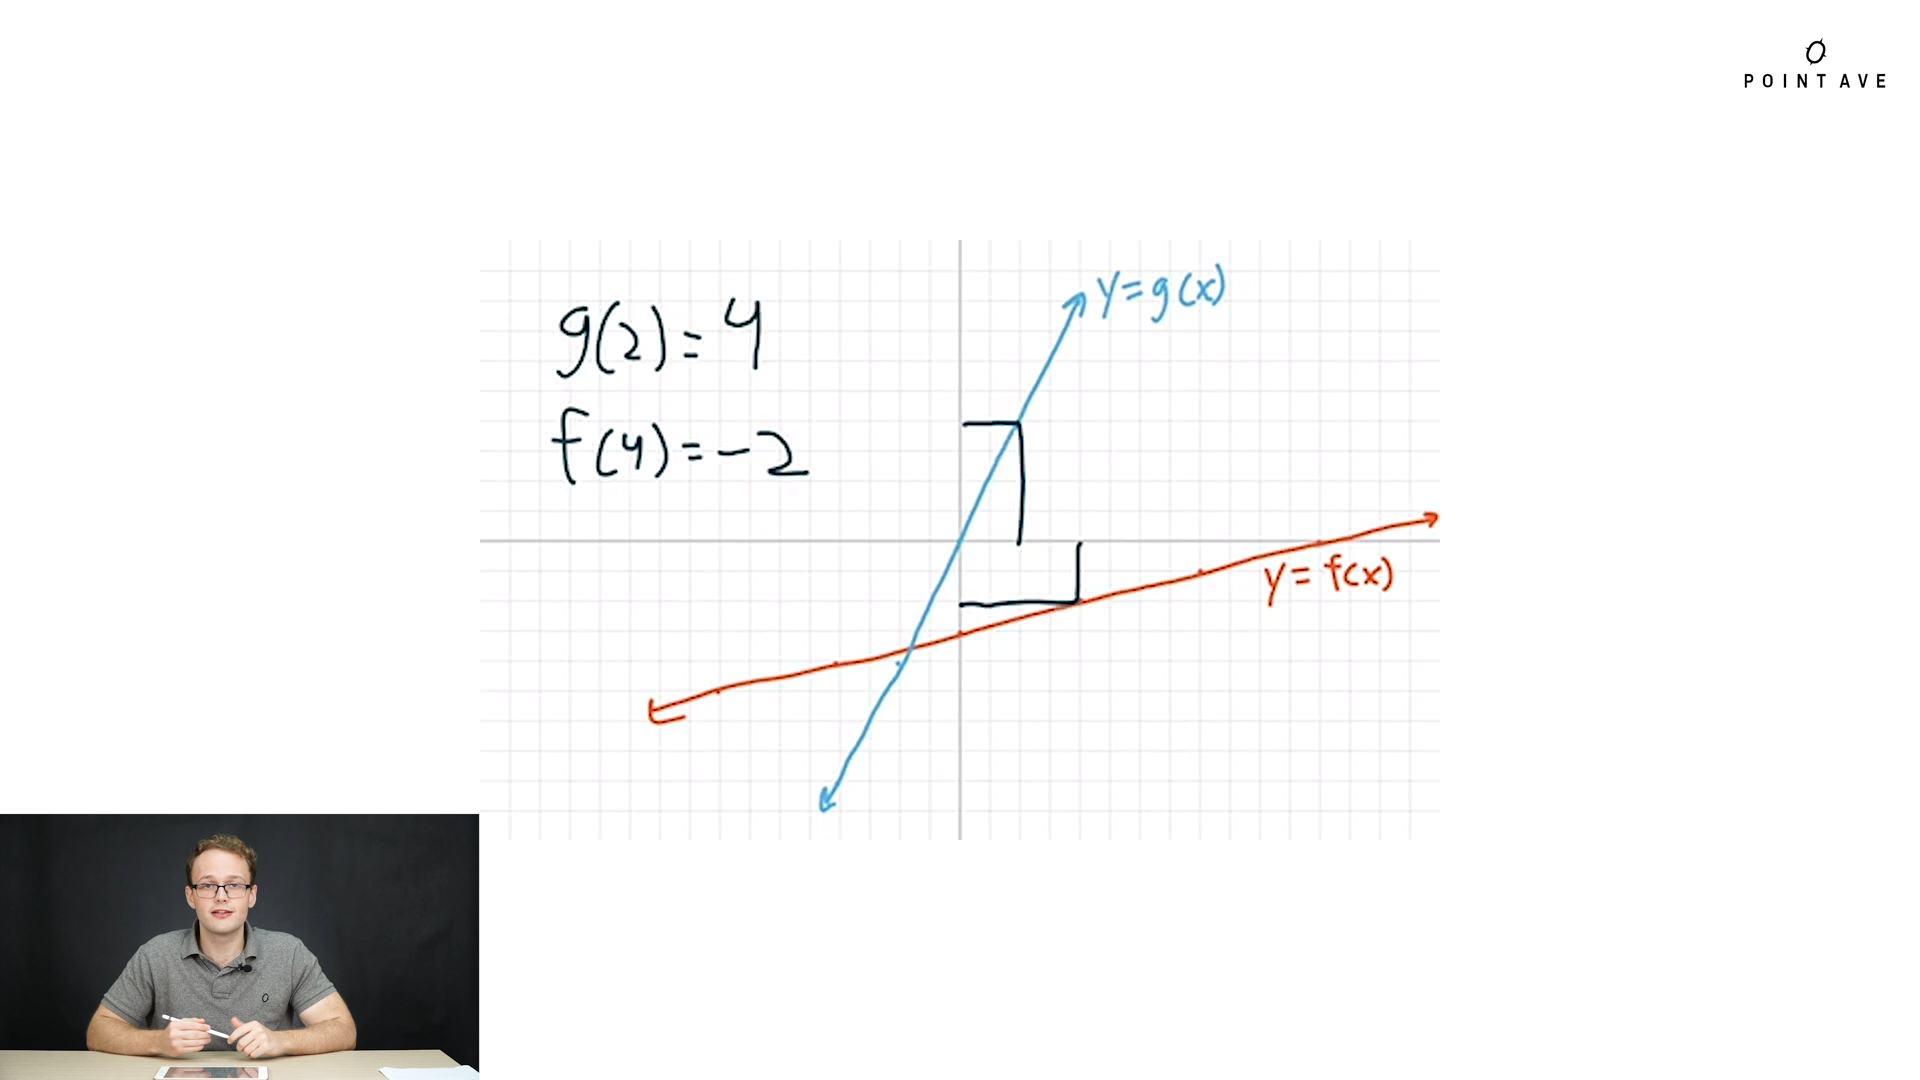 POINT AVE
y=g(x)
g(2)=4
f(4)=-2
y=f(x)